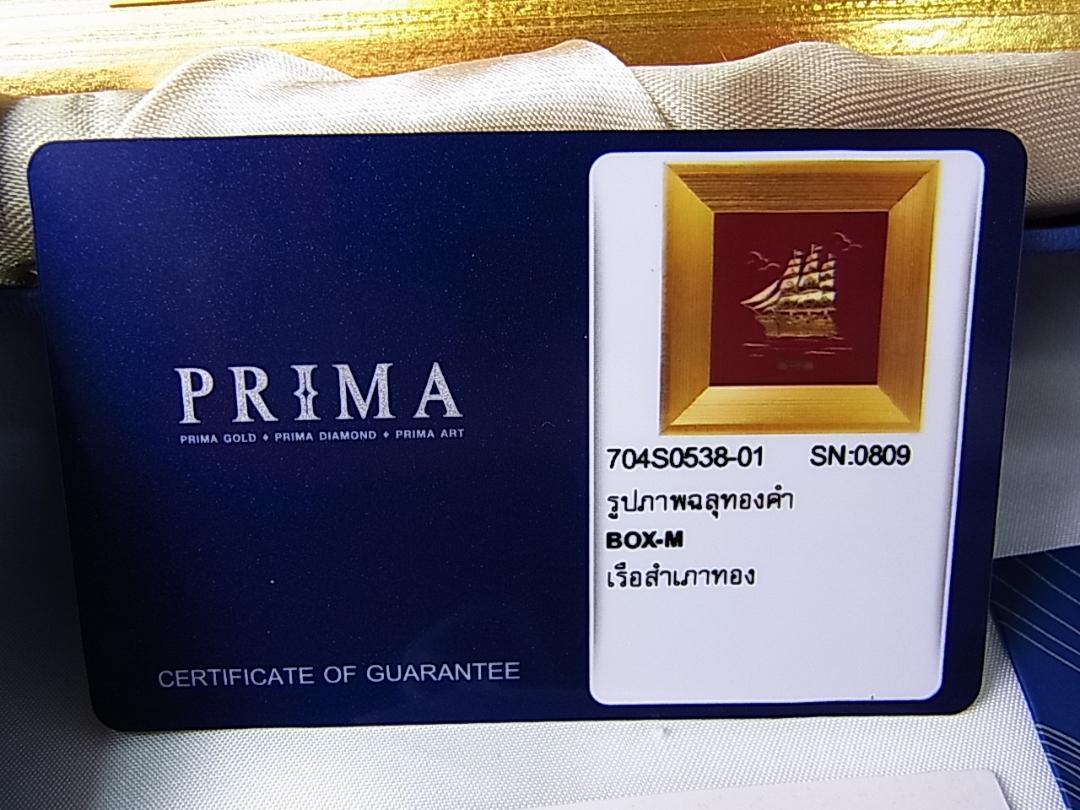 PRIMA
PRIMA GOLD ♦ PRIMA DIAMOND ♦ PRIMA ART
CERTIFICATE OF GUARANTEE
704S0538-01 SN:0809
รูปภาพฉลุทองคำ
BOX-M
เรือสำเภาทอง